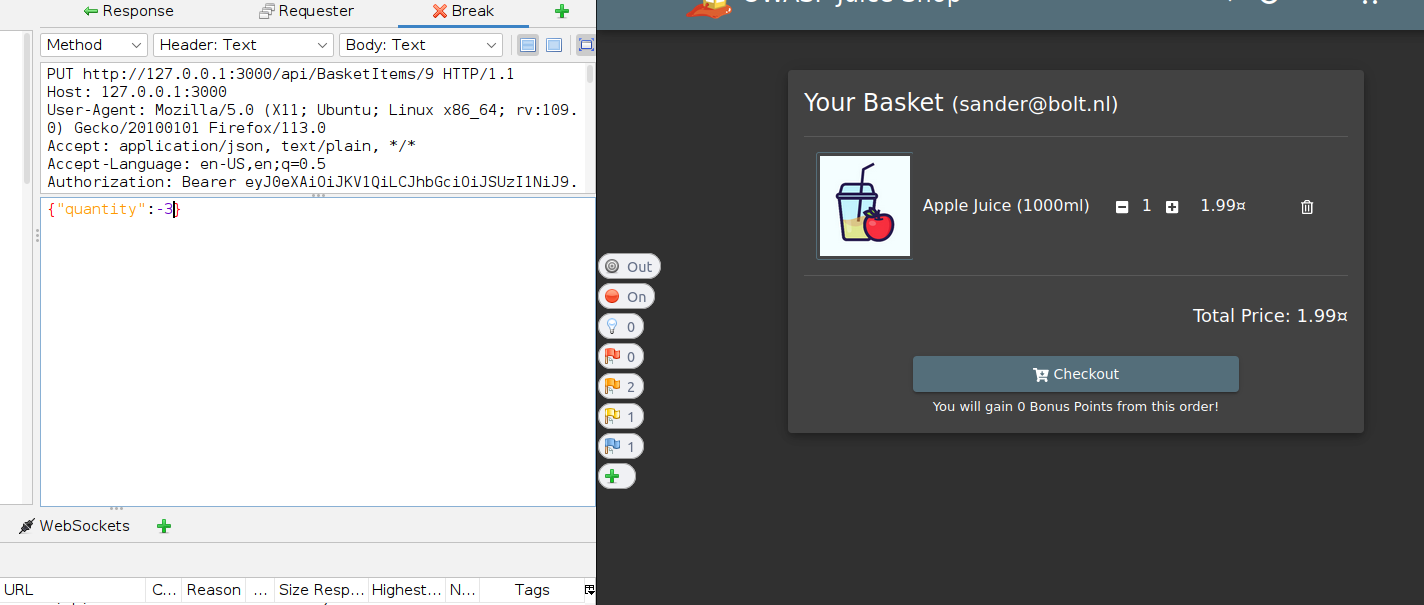 Response
Requester
Break
Method
Header: Text
Body: Text
PUT http://127.0.0.1:3000/api/BasketItems/9 HTTP/1.1
Host: 127.0.0.1:3000
User-Agent: Mozilla/5.0 (X11; Ubuntu; Linux x86_64; rv:109.
0) Gecko/20100101 Firefox/113.0
Accept: application/json, text/plain, */*
Accept-Language: en-US,en;q=0.5
Authorization: Bearer eyJ0eXAiOiJKV1QiLCJhbGciOiJSUzI1NiJ9.
{"quantity":-3}
WebSockets
URL
C...
Reason
...
Size Resp...
Highest...
N...
Tags
Out
On
0
0
2
1
1
OWASP Juice Shop
Your Basket (sander@bolt.nl)
Apple Juice (1000ml)
1
1.99¤
Total Price: 1.99¤
Checkout
You will gain 0 Bonus Points from this order!